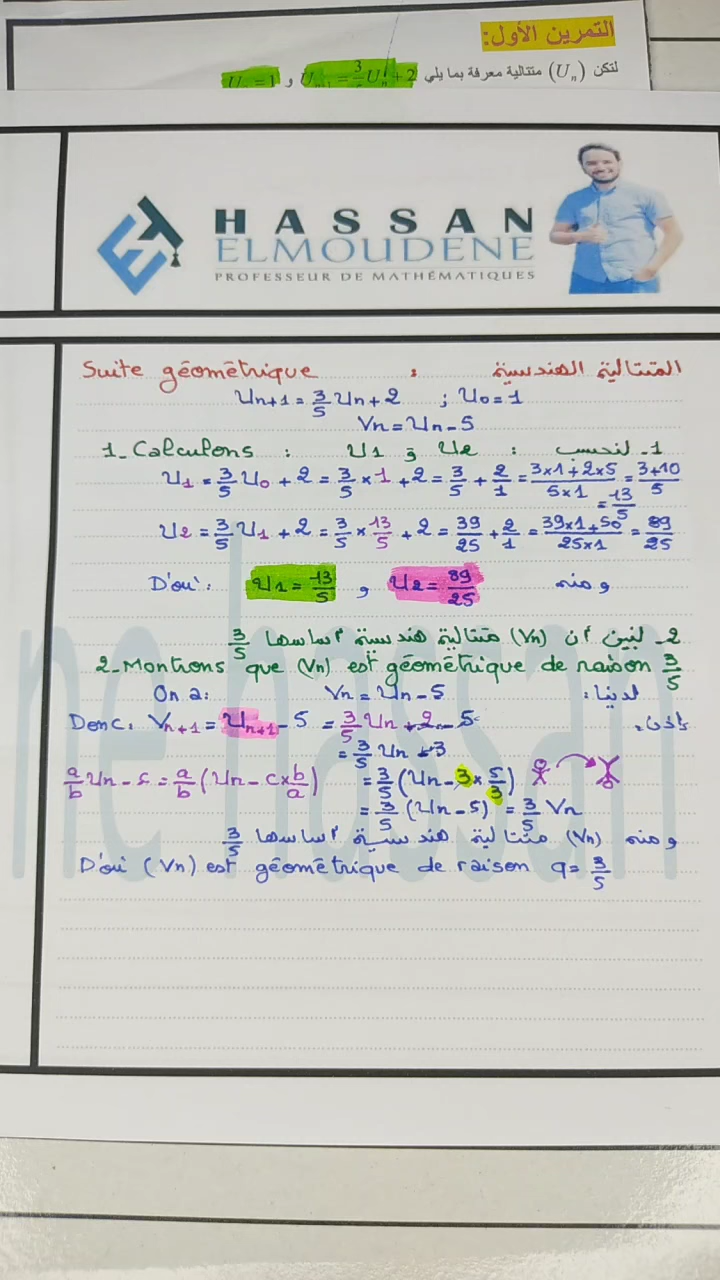 التمرين الأول:
لتكن (Uₙ) متتالية معرفة بما يلي Uₙ₊₁ = 3/5 Uₙ + 2 و U₀ = 1
HASSAN
ELMOUDENE
PROFESSEUR DE MATHÉMATIQUES
Suite géométrique : المتتالية الهندسية
Un+1 = 3/5 Un + 2 ; U0 = 1
Vn = Un - 5
1- Calculons : U1 و U2 : 1- لنحسب
U1 = 3/5 U0 + 2 = 3/5 × 1 + 2 = 3/5 + 2/1 = (3×1+2×5)/(5×1) = (3+10)/5
= 13/5
U2 = 3/5 U1 + 2 = 3/5 × 13/5 + 2 = 39/25 + 2/1 = (39×1+50)/(25×1) = 89/25
D'où : U1 = 13/5 , U2 = 89/25 ومنه
2- لنبين أن (Vn) متتالية هندسية أساسها 3/5
2- Montrons que (Vn) est géométrique de raison 3/5
On a: Vn = Un - 5 لدينا:
Donc: Vn+1 = Un+1 - 5 = 3/5 Un + 2 - 5 إذن:
= 3/5 Un - 3
a/b Un - c = a/b (Un - c × b/a) = 3/5 (Un - 3 × 5/3)
= 3/5 (Un - 5) = 3/5 Vn
ومنه (Vn) متتالية هندسية أساسها 3/5
D'où (Vn) est géométrique de raison q = 3/5
ne hassan